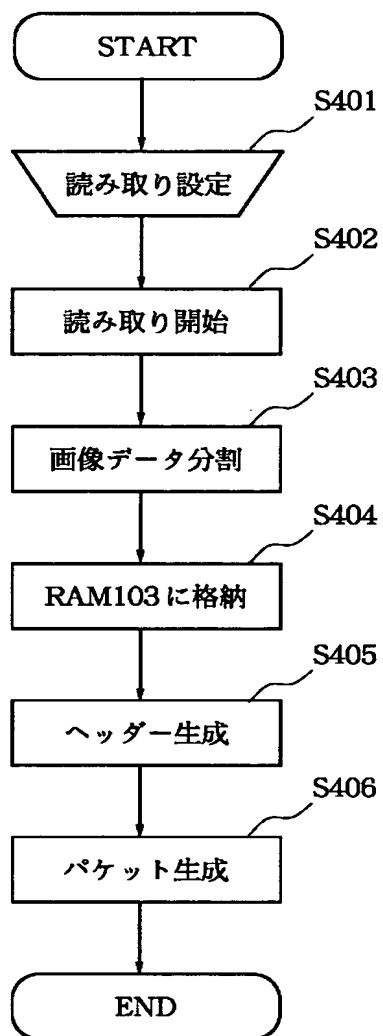 START
S401
読み取り設定
S402
読み取り開始
S403
画像データ分割
S404
RAM103に格納
S405
ヘッダー生成
S406
パケット生成
END